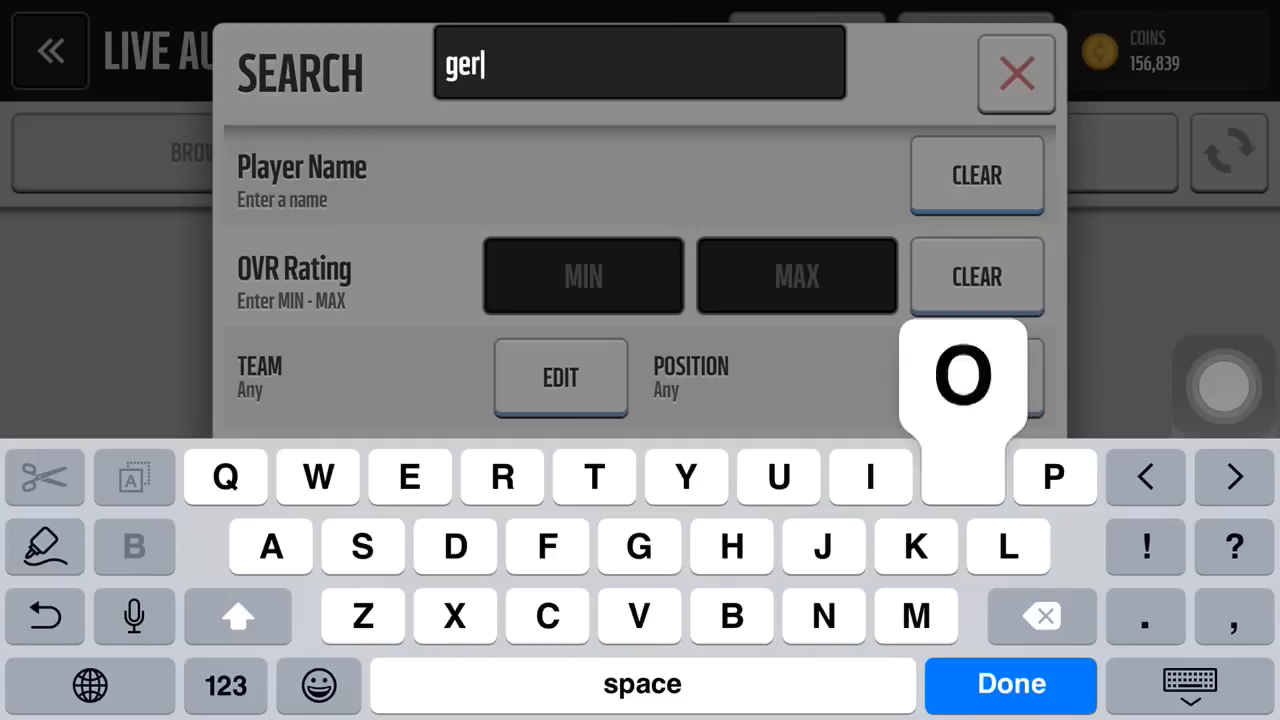 LIVE AU
SEARCH
ger
COINS
156,839
BROW
Player Name
Enter a name
CLEAR
OVR Rating
Enter MIN - MAX
MIN
MAX
CLEAR
TEAM
Any
EDIT
POSITION
Any
O
A
Q W E R T Y U I P < >
B A S D F G H J K L ! ?
Z X C V B N M . ,
123 space Done